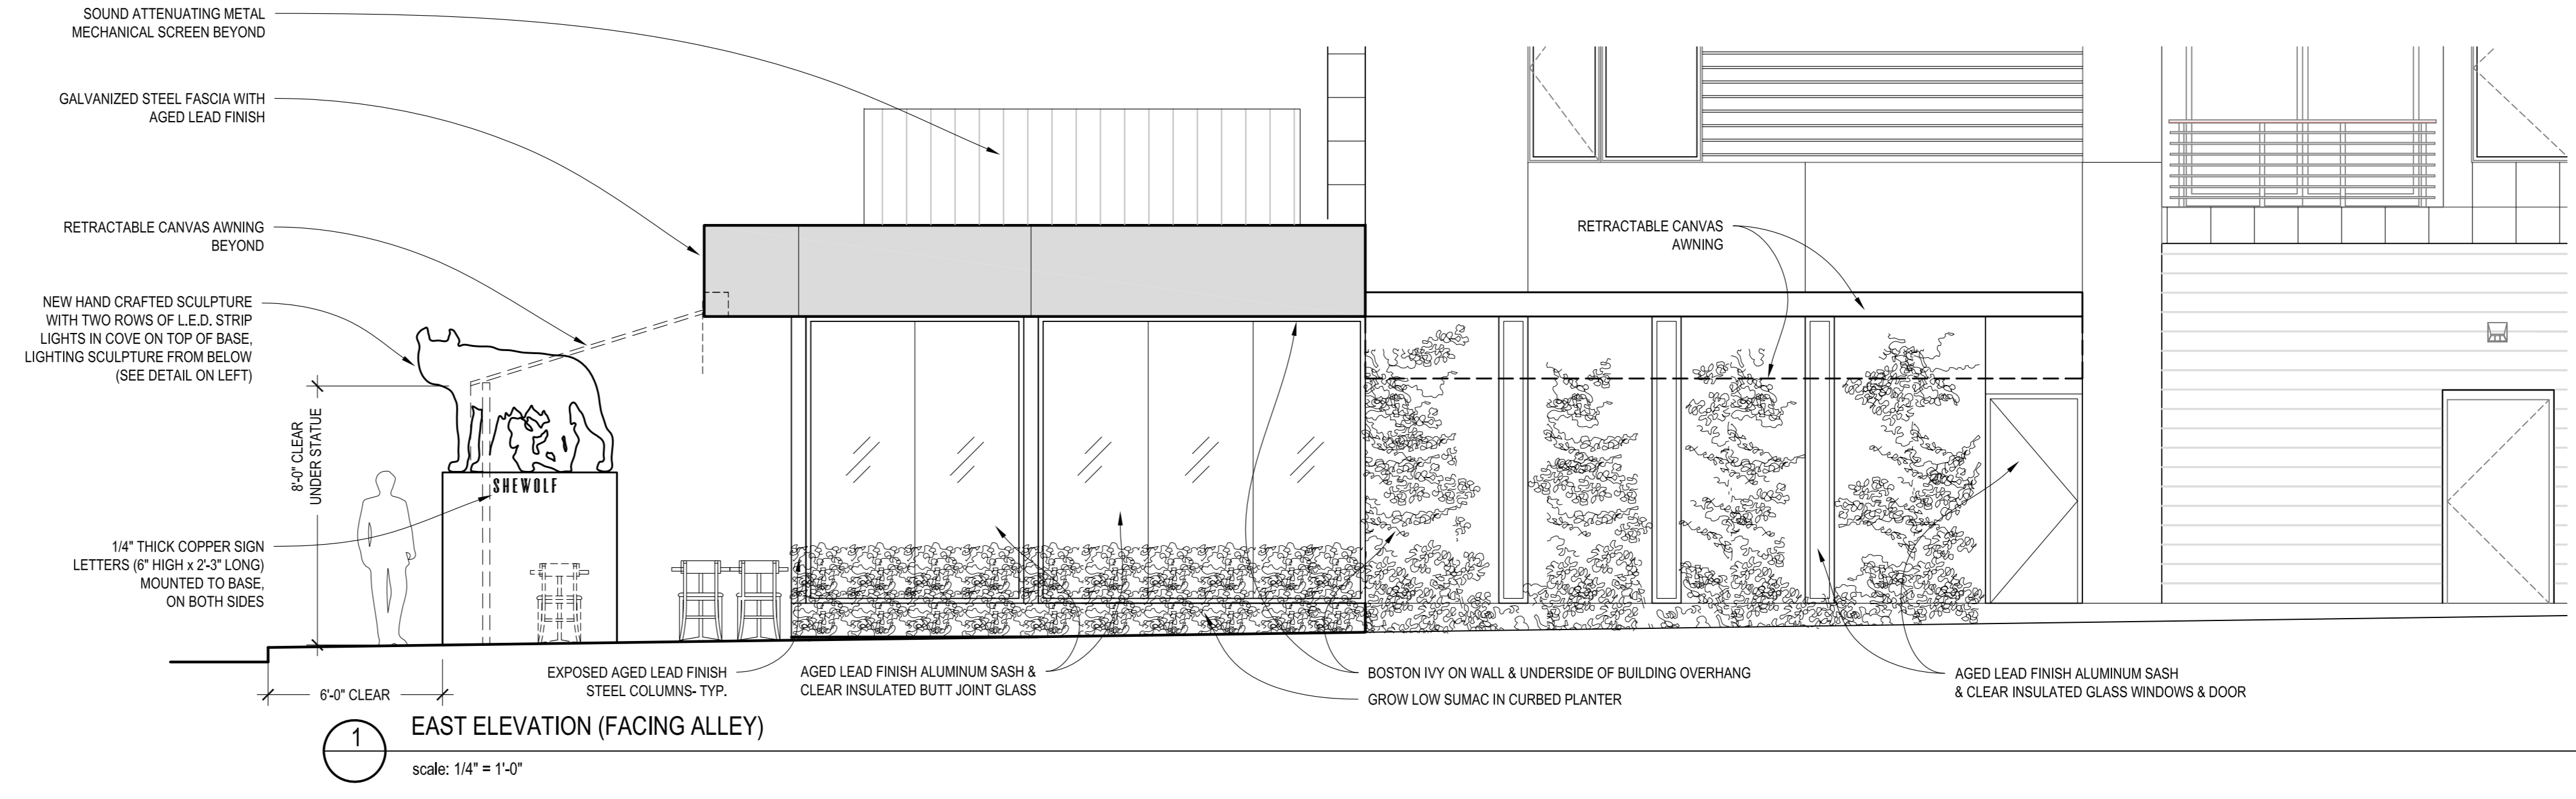 SOUND ATTENUATING METAL
MECHANICAL SCREEN BEYOND
GALVANIZED STEEL FASCIA WITH
AGED LEAD FINISH
RETRACTABLE CANVAS AWNING
BEYOND
NEW HAND CRAFTED SCULPTURE
WITH TWO ROWS OF L.E.D. STRIP
LIGHTS IN COVE ON TOP OF BASE,
LIGHTING SCULPTURE FROM BELOW
(SEE DETAIL ON LEFT)
8'-0" CLEAR
UNDER STATUE
SHEWOLF
1/4" THICK COPPER SIGN
LETTERS (6" HIGH x 2'-3" LONG)
MOUNTED TO BASE,
ON BOTH SIDES
RETRACTABLE CANVAS
AWNING
6'-0" CLEAR
EXPOSED AGED LEAD FINISH
STEEL COLUMNS- TYP.
AGED LEAD FINISH ALUMINUM SASH &
CLEAR INSULATED BUTT JOINT GLASS
BOSTON IVY ON WALL & UNDERSIDE OF BUILDING OVERHANG
GROW LOW SUMAC IN CURBED PLANTER
AGED LEAD FINISH ALUMINUM SASH
& CLEAR INSULATED GLASS WINDOWS & DOOR
1
EAST ELEVATION (FACING ALLEY)
scale: 1/4" = 1'-0"